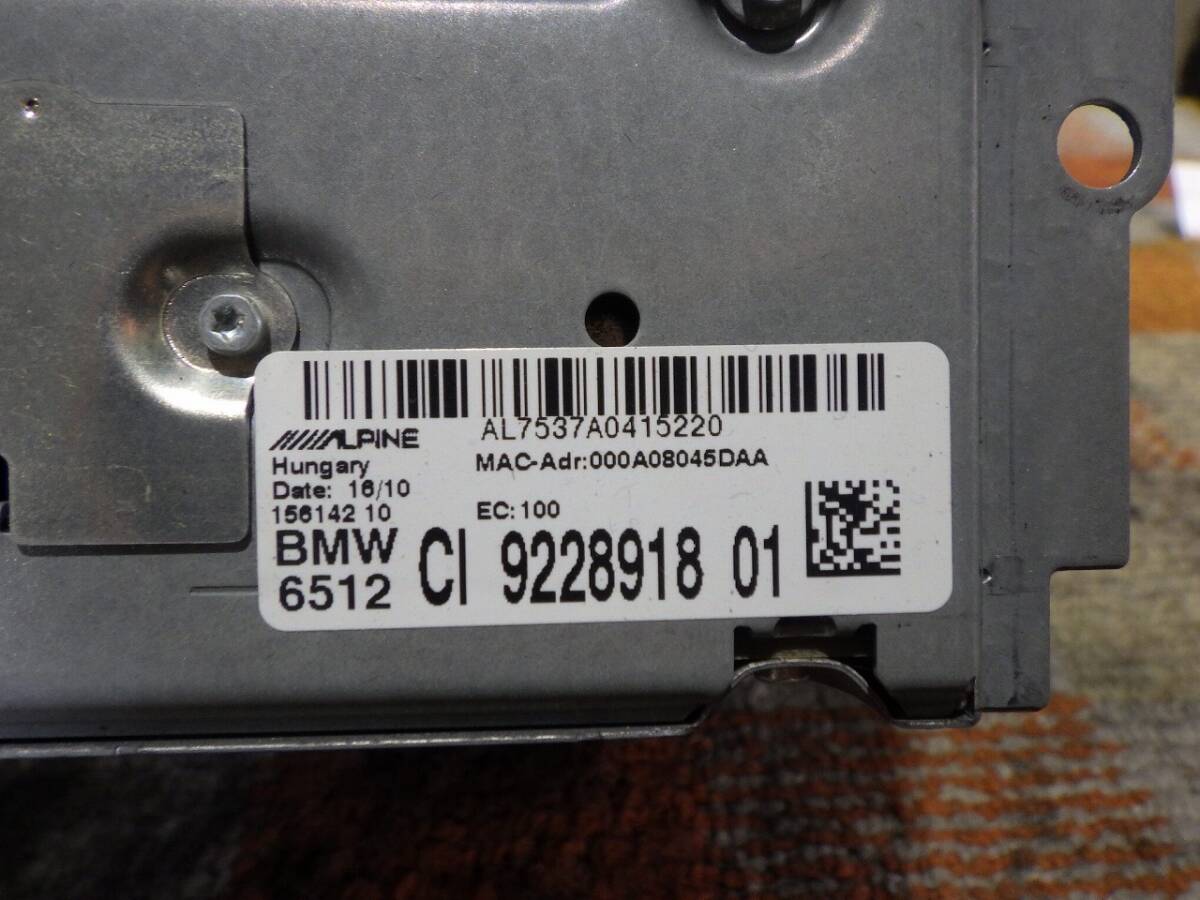 AL7537A0415220
ALPINE
Hungary
MAC-Adr:000A08045DAA
Date: 16/10
156142 10
EC: 100
BMW
6512
CI 9228918 01